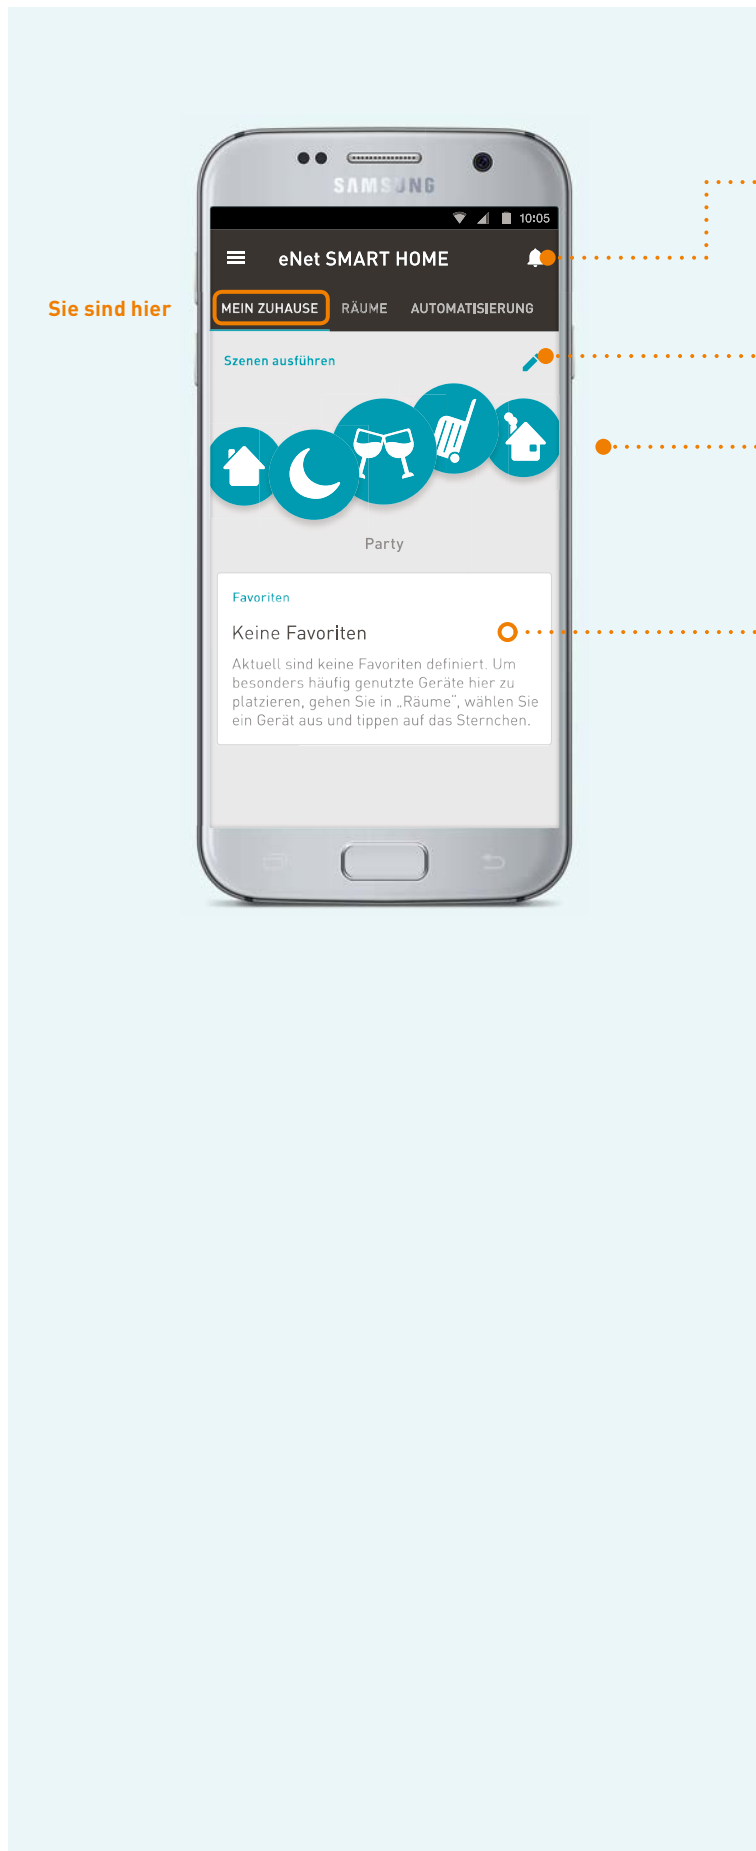 SAMSUNG
10:05
eNet SMART HOME
Sie sind hier
MEIN ZUHAUSE RÄUME AUTOMATISIERUNG
Szenen ausführen
Party
Favoriten
Keine Favoriten
Aktuell sind keine Favoriten definiert. Um
besonders häufig genutzte Geräte hier zu
platzieren, gehen Sie in „Räume“, wählen Sie
ein Gerät aus und tippen auf das Sternchen.